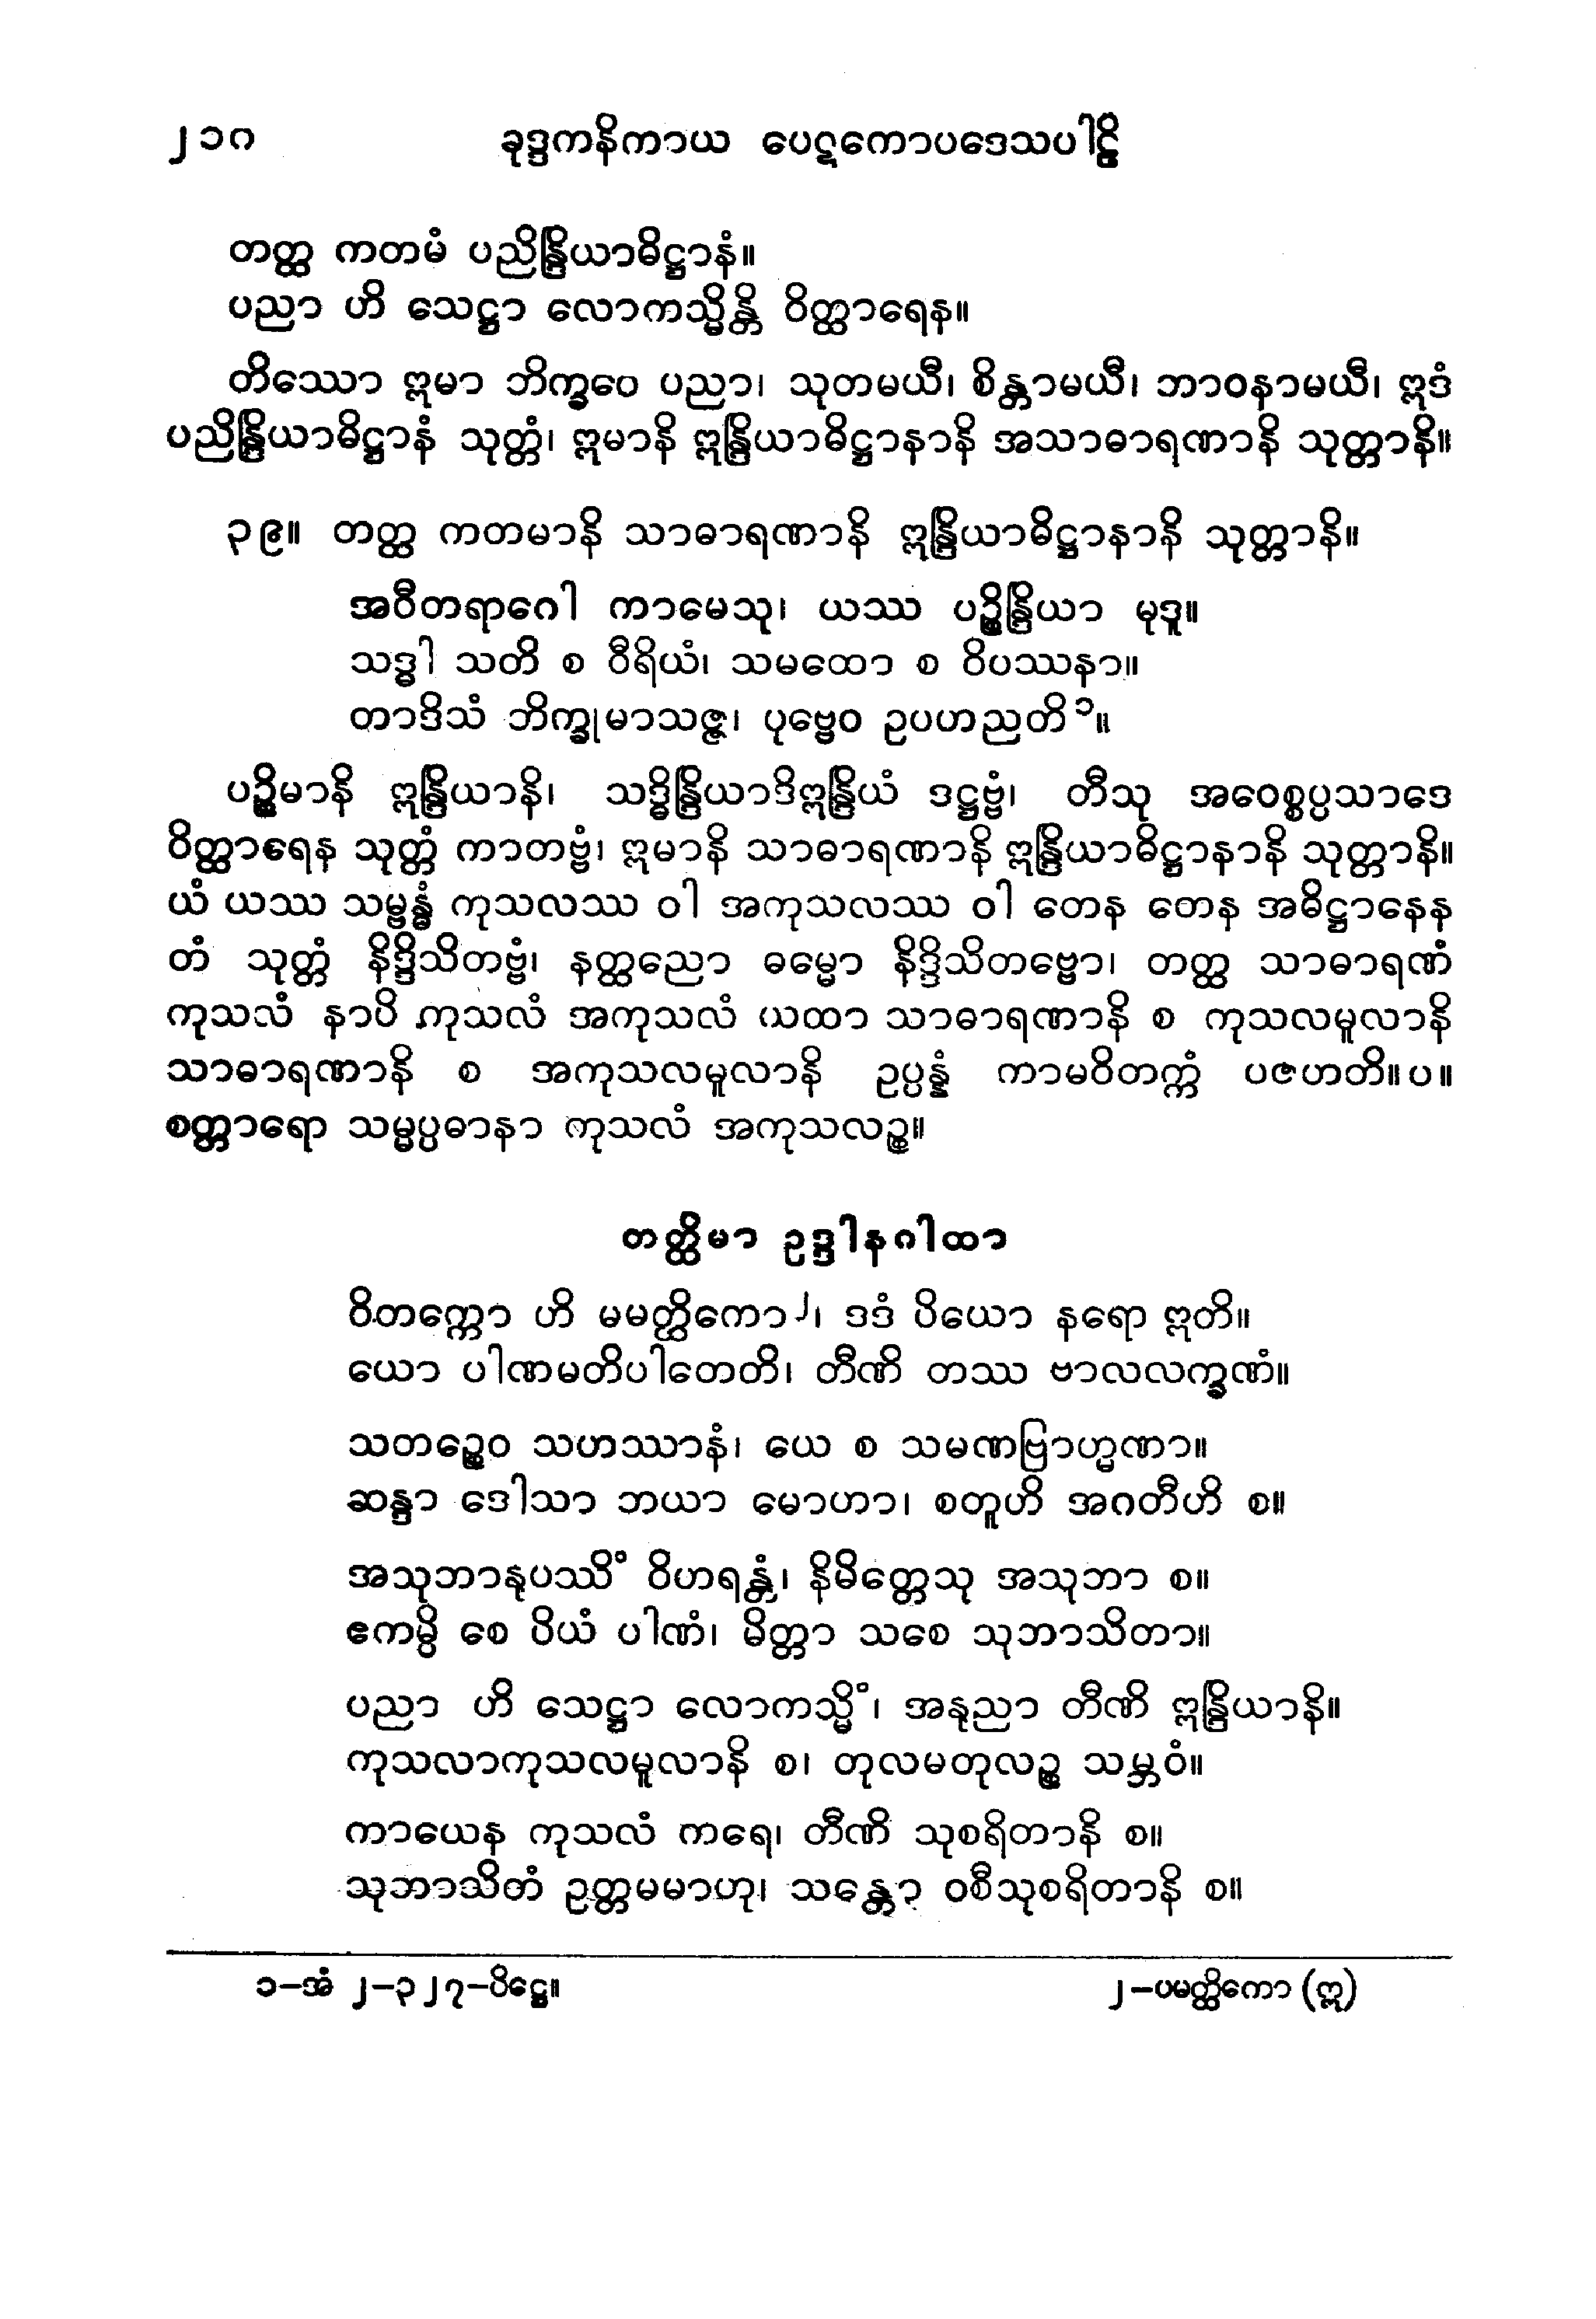 ၂၁ဂ ခုဒ္ဒကနိကာယ ပေဋကောပဒေသပါဠိ
တတ္ထ ကတမံ ပညိန္ဒြိယာဓိဋ္ဌာနံ။
ပညာ ဟိ သေဋ္ဌာ လောကသ္မိန္တိ ဝိတ္ထာရေန။
တိဿော ဣမာ ဘိက္ခဝေ ပညာ၊ သုတမယီ၊ စိန္တာမယီ၊ ဘာဝနာမယီ၊ ဣဒံ
ပညိန္ဒြိယာဓိဋ္ဌာနံ သုတ္တံ၊ ဣမာနိ ဣန္ဒြိယာဓိဋ္ဌာနာနိ အသာဓာရဏာနိ သုတ္တာနိ။
၃၉။ တတ္ထ ကတမာနိ သာဓာရဏာနိ ဣန္ဒြိယာဓိဋ္ဌာနာနိ သုတ္တာနိ။
အဝီတရာဂေါ ကာမေသု၊ ယဿ ပဉ္စိန္ဒြိယာ မုဒူ။
သဒ္ဓါ သတိ စ ဝီရိယံ၊ သမထော စ ဝိပဿနာ။
တာဒိသံ ဘိက္ခုမာသဇ္ဇ၊ ပုဗ္ဗေဝ ဥပဟညတိ၁။
ပဉ္စိမာနိ ဣန္ဒြိယာနိ၊ သဒ္ဓိန္ဒြိယာဒိဣန္ဒြိယံ ဒဋ္ဌဗ္ဗံ၊ တီသု အဝေစ္စပ္ပသာဒေ
ဝိတ္ထာရေန သုတ္တံ ကာတဗ္ဗံ၊ ဣမာနိ သာဓာရဏာနိ ဣန္ဒြိယာဓိဋ္ဌာနာနိ သုတ္တာနိ။
ယံ ယဿ သမ္ဗန္ဓံ ကုသလဿ ဝါ အကုသလဿ ဝါ တေန တေန အဓိဋ္ဌာနေန
တံ သုတ္တံ နိဒ္ဒိသိတဗ္ဗံ၊ နတ္ထညော ဓမ္မော နိဒ္ဒိသိတဗ္ဗော၊ တတ္ထ သာဓာရဏံ
ကုသလံ နာပိ ကုသလံ အကုသလံ ယထာ သာဓာရဏာနိ စ ကုသလမူလာနိ
သာဓာရဏာနိ စ အကုသလမူလာနိ ဥပ္ပန္နံ ကာမဝိတက္ကံ ပဇဟတိ။ပ။
စတ္တာရော သမ္မပ္ပဓာနာ ကုသလံ အကုသလဉ္စ။
တတ္ထိမာ ဥဒ္ဒါနဂါထာ
ဝိတက္ကော ဟိ မမတ္ထိကော၂၊ ဒဒံ ပိယော နရော ဣတိ။
ယော ပါဏမတိပါတေတိ၊ တီဏိ တဿ ဗာလလက္ခဏံ။
သတဉ္စေဝ သဟဿာနံ၊ ယေ စ သမဏဗြာဟ္မဏာ။
ဆန္ဒာ ဒေါသာ ဘယာ မောဟာ၊ စတူဟိ အဂတီဟိ စ။
အသုဘာနုပဿိံ ဝိဟရန္တံ၊ နိမိတ္တေသု အသုဘာ စ။
ဧကမ္ပိ စေ ပိယံ ပါဏံ၊ မိတ္တာ သစေ သုဘာသိတာ။
ပညာ ဟိ သေဋ္ဌာ လောကသ္မိံ၊ အနုညာ တီဏိ ဣန္ဒြိယာနိ။
ကုသလာကုသလမူလာနိ စ၊ တုလမတုလဉ္စ သမ္ဘဝံ။
ကာယေန ကုသလံ ကရေ၊ တီဏိ သုစရိတာနိ စ။
သုဘာသိတံ ဥတ္တမမာဟု၊ သန္တော ဝစီသုစရိတာနိ စ။
၁–အံ ၂–၃၂၇–ပိဋ္ဌေ။ ၂–ပမတ္ထိကော (ဣ)